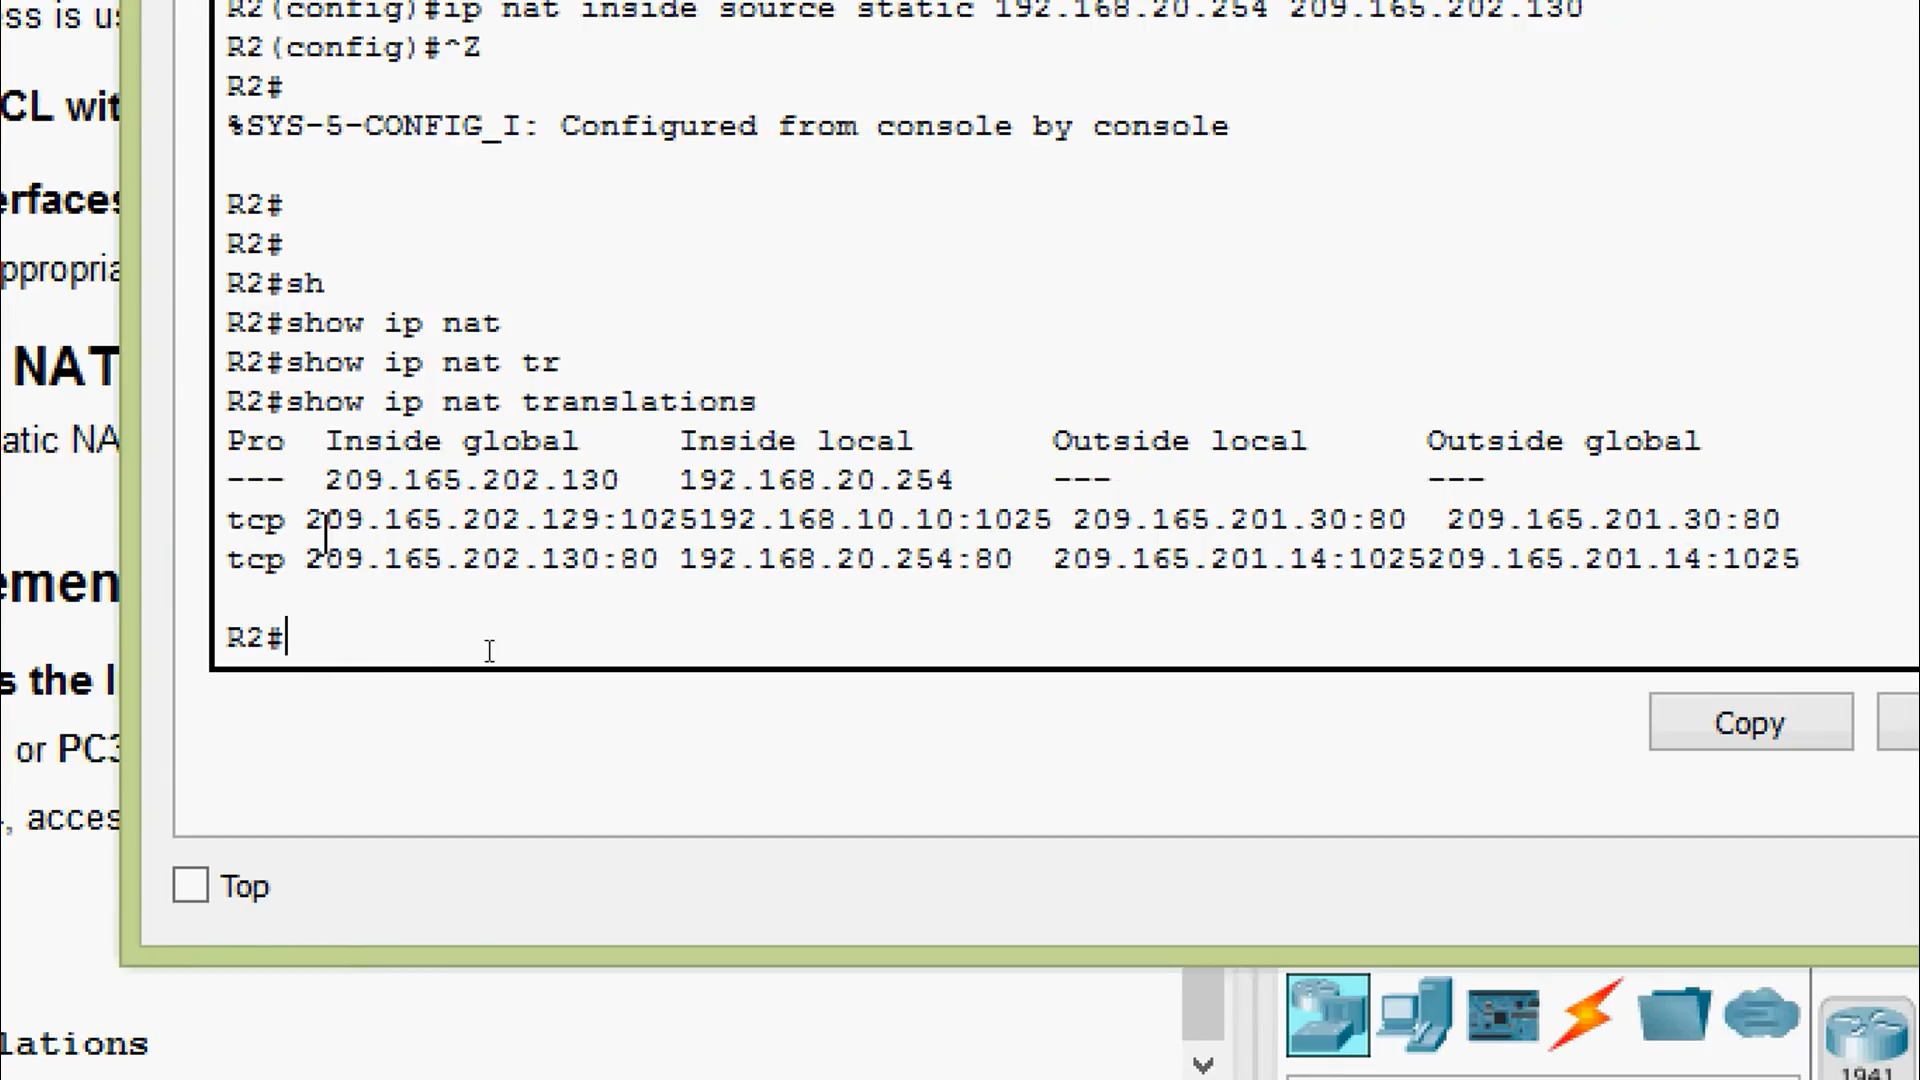 R2(config)#ip nat inside source static 192.168.20.254 209.165.202.130
R2(config)#^Z
R2#
%SYS-5-CONFIG_I: Configured from console by console
R2#
R2#
R2#sh
R2#show ip nat
R2#show ip nat tr
R2#show ip nat translations
Pro  Inside global     Inside local       Outside local      Outside global
---  209.165.202.130   192.168.20.254     ---                ---
tcp 209.165.202.129:1025192.168.10.10:1025 209.165.201.30:80  209.165.201.30:80
tcp 209.165.202.130:80 192.168.20.254:80  209.165.201.14:1025209.165.201.14:1025
R2#
Copy
Top
ss is us
CL wit
erfaces
ppropria
NAT
atic NA
emen
s the I
or PC3
, acces
lations
1941